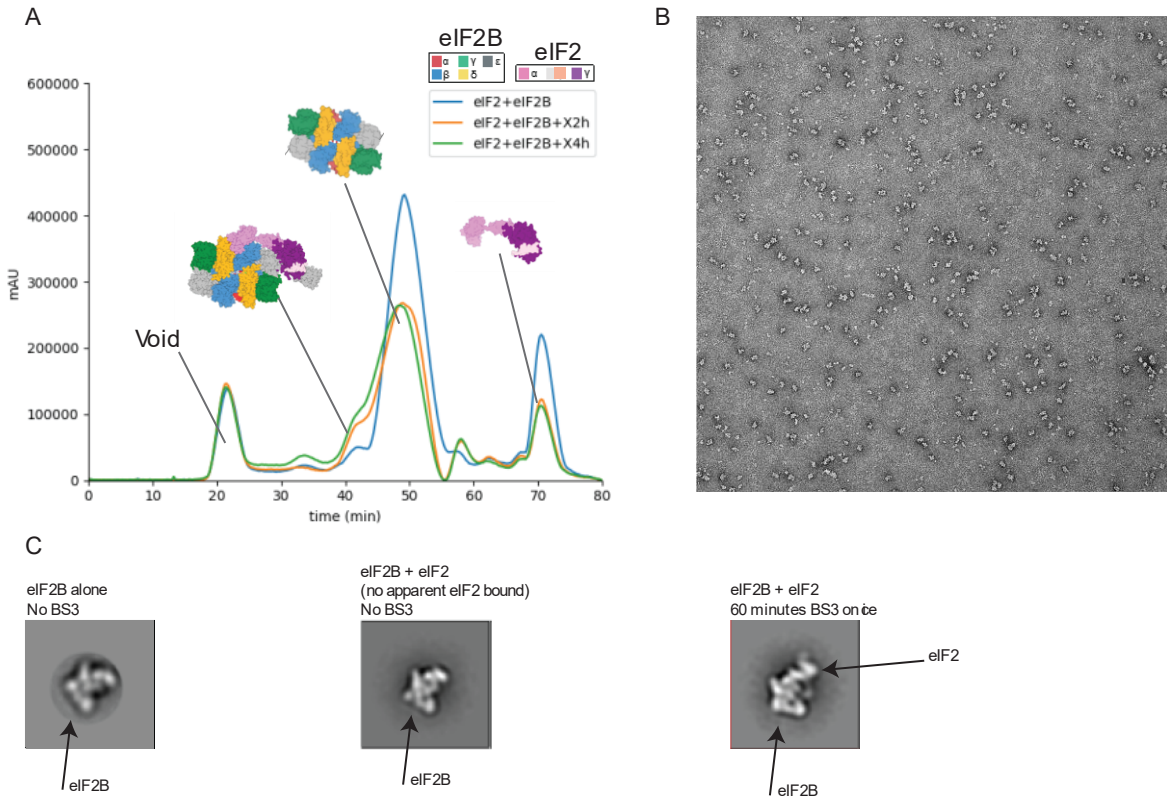 A
B
eIF2B
eIF2
α γ ε
β δ
α γ
600000
500000
400000
300000
200000
100000
0
mAU
eIF2+eIF2B
eIF2+eIF2B+X2h
eIF2+eIF2B+X4h
Void
0 10 20 30 40 50 60 70 80
time (min)
C
eIF2B alone
No BS3
eIF2B
eIF2B + eIF2
(no apparent eIF2 bound)
No BS3
eIF2B
eIF2B + eIF2
60 minutes BS3 on ice
eIF2
eIF2B